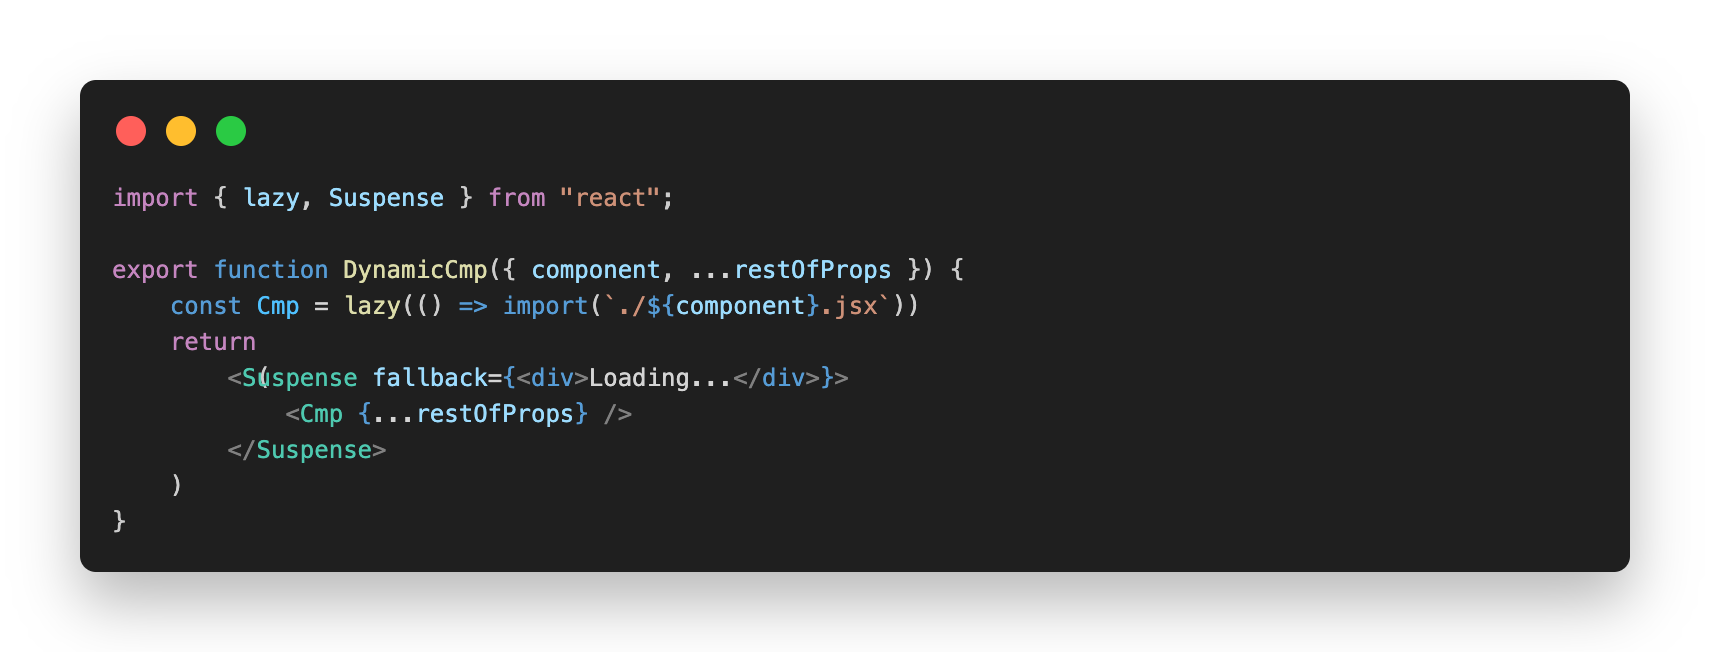 import { lazy, Suspense } from "react";

export function DynamicCmp({ component, ...restOfProps }) {
    const Cmp = lazy(() => import(`./${component}.jsx`))
    return (
        <Suspense fallback={<div>Loading...</div>}>
            <Cmp {...restOfProps} />
        </Suspense>
    )
}